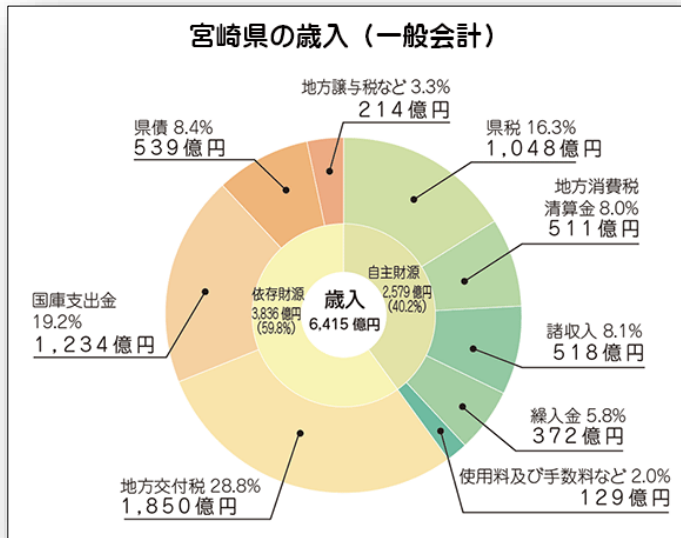 宮崎県の歳入（一般会計）
地方譲与税など 3.3%
214億円
県債 8.4%
539億円
県税 16.3%
1,048億円
地方消費税
清算金 8.0%
511億円
国庫支出金
19.2%
1,234億円
依存財源
3,836億円
(59.8%)
歳入
6,415億円
自主財源
2,579億円
(40.2%)
諸収入 8.1%
518億円
繰入金 5.8%
372億円
地方交付税 28.8%
1,850億円
使用料及び手数料など 2.0%
129億円